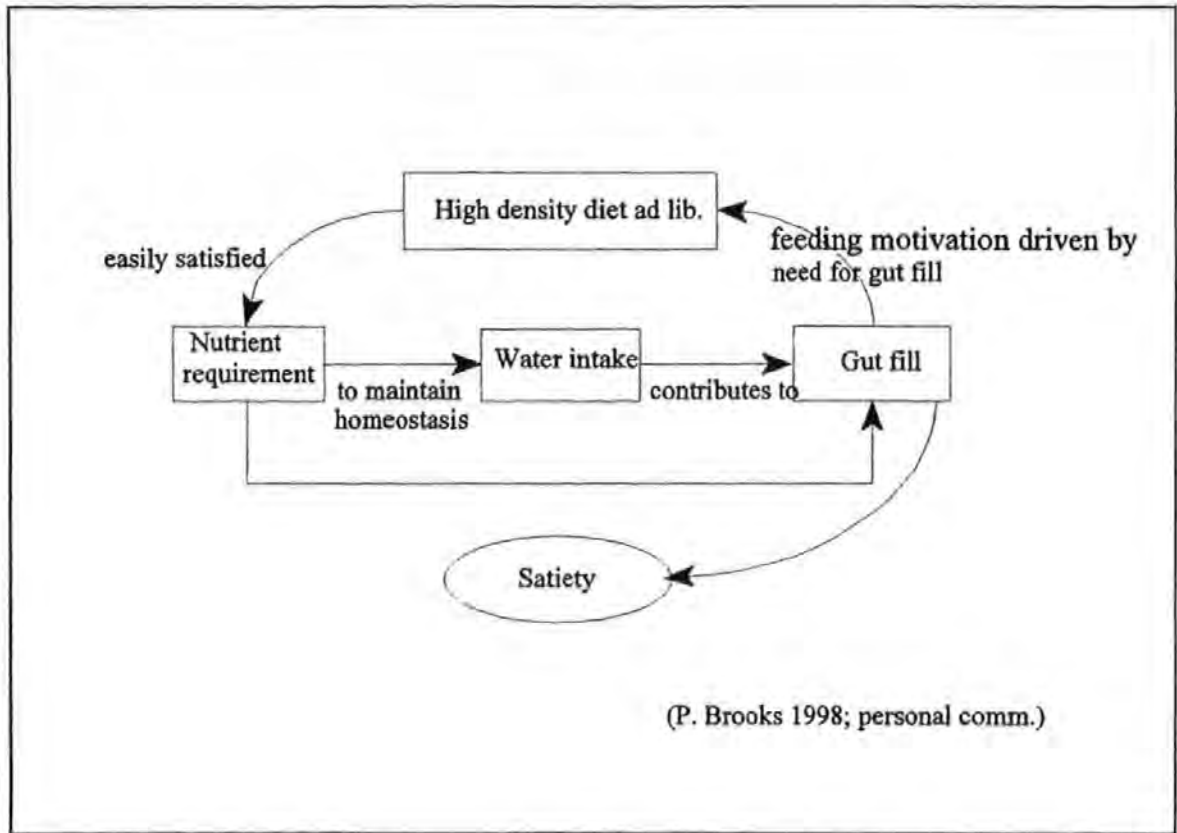 High density diet ad lib.
feeding motivation driven by
need for gut fill
easily satisfied
Nutrient
requirement
to maintain
homeostasis
Water intake
contributes to
Gut fill
Satiety
(P. Brooks 1998; personal comm.)